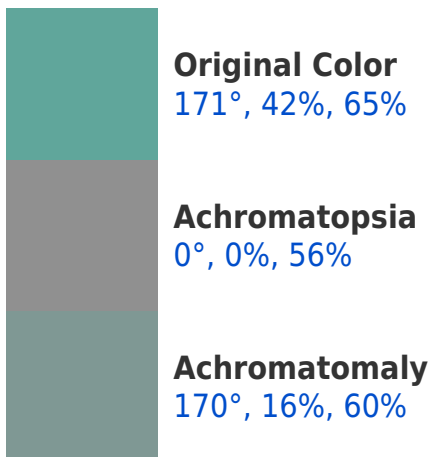 Original Color
171°, 42%, 65%
Achromatopsia
0°, 0%, 56%
Achromatomaly
170°, 16%, 60%